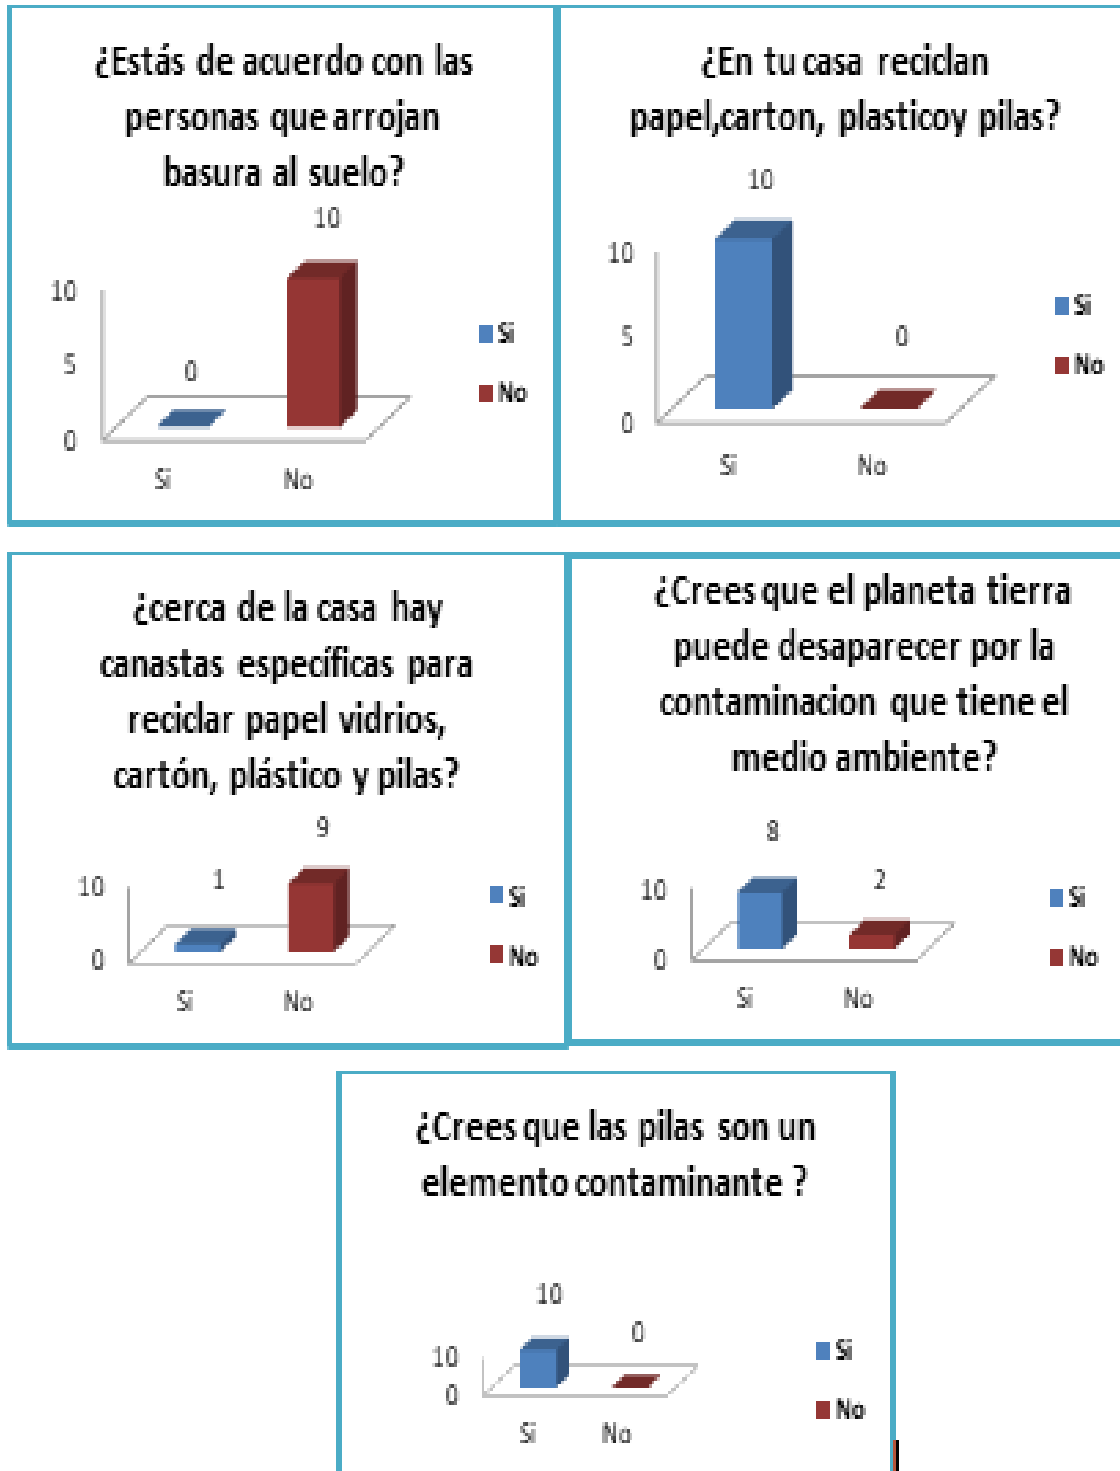 ¿Estás de acuerdo con las
personas que arrojan
basura al suelo?
10
10
5
0
0
Si
No
Si
No
¿En tu casa reciclan
papel,carton, plasticoy pilas?
10
10
5
0
0
Si
No
Si
No
¿cerca de la casa hay
canastas específicas para
reciclar papel vidrios,
cartón, plástico y pilas?
9
1
10
0
Si
No
Si
No
¿Crees que el planeta tierra
puede desaparecer por la
contaminacion que tiene el
medio ambiente?
8
2
10
0
Si
No
Si
No
¿Crees que las pilas son un
elemento contaminante ?
10
0
10
0
Si
No
Si
No